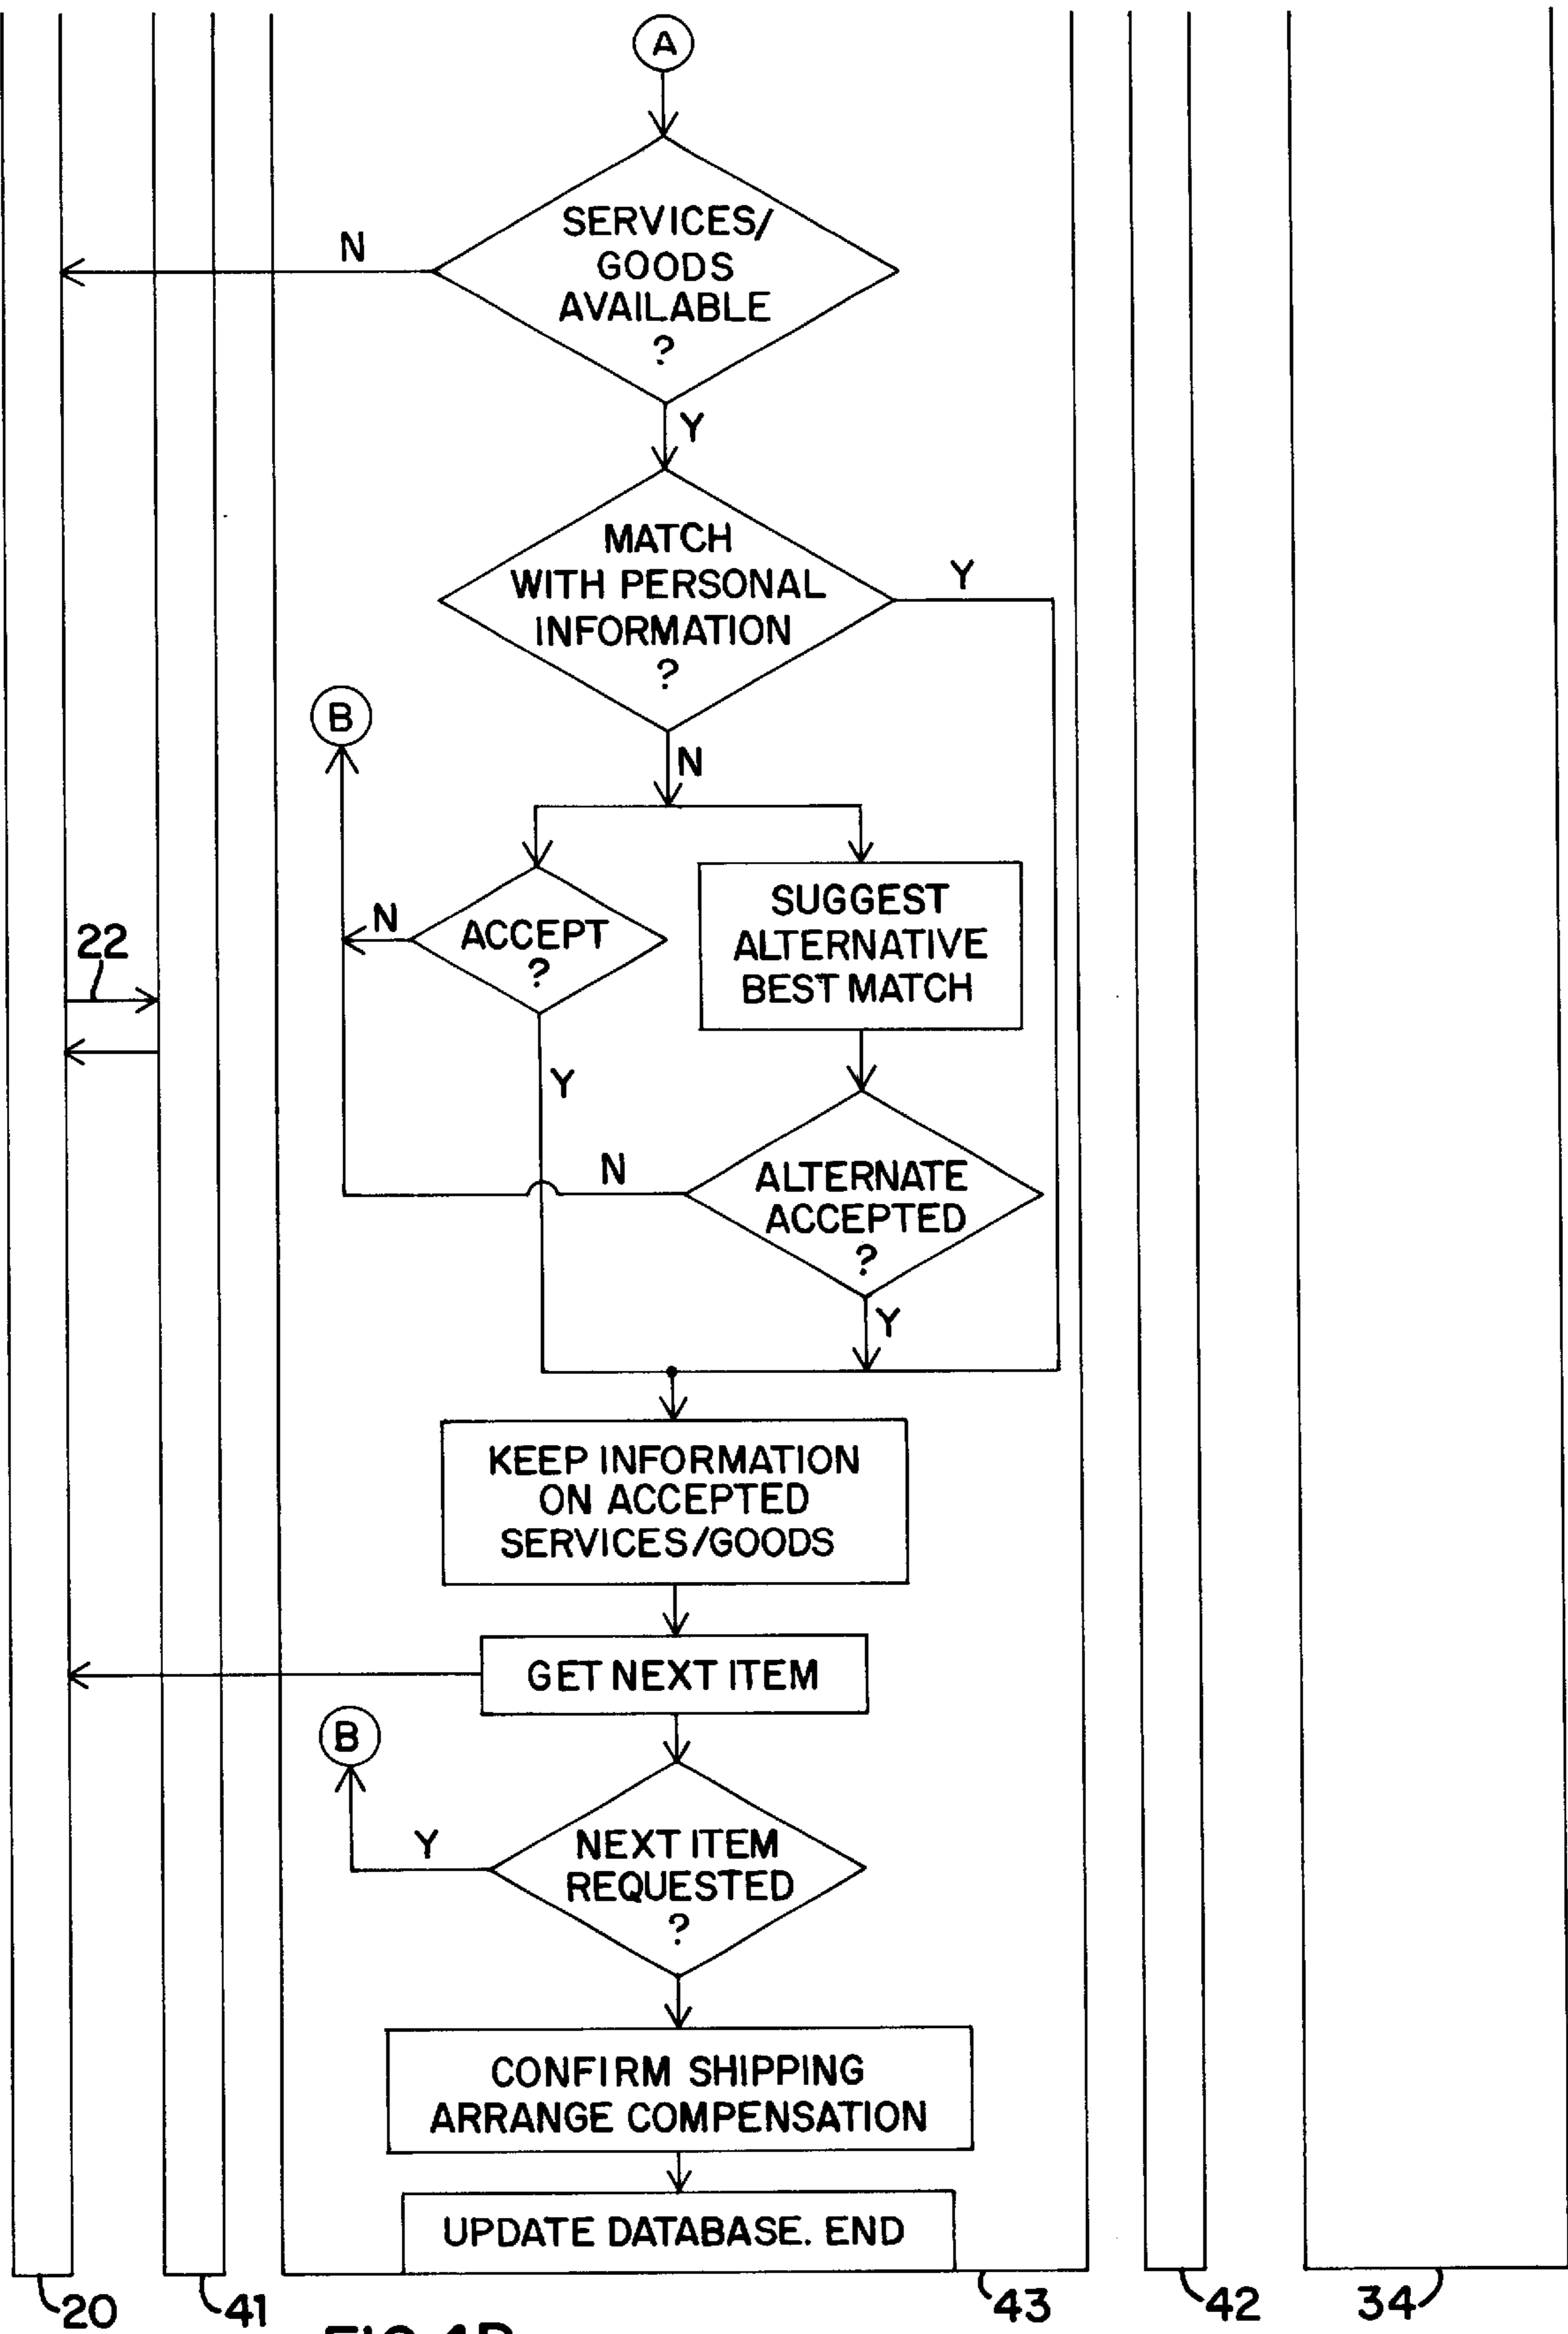 A
SERVICES/
GOODS
AVAILABLE
?
N
Y
MATCH
WITH PERSONAL
INFORMATION
?
Y
B
N
ACCEPT
?
N
SUGGEST
ALTERNATIVE
BEST MATCH
22
Y
ALTERNATE
ACCEPTED
?
N
Y
KEEP INFORMATION
ON ACCEPTED
SERVICES/GOODS
GET NEXT ITEM
B
Y
NEXT ITEM
REQUESTED
?
CONFIRM SHIPPING
ARRANGE COMPENSATION
UPDATE DATABASE. END
20
41
43
42
34